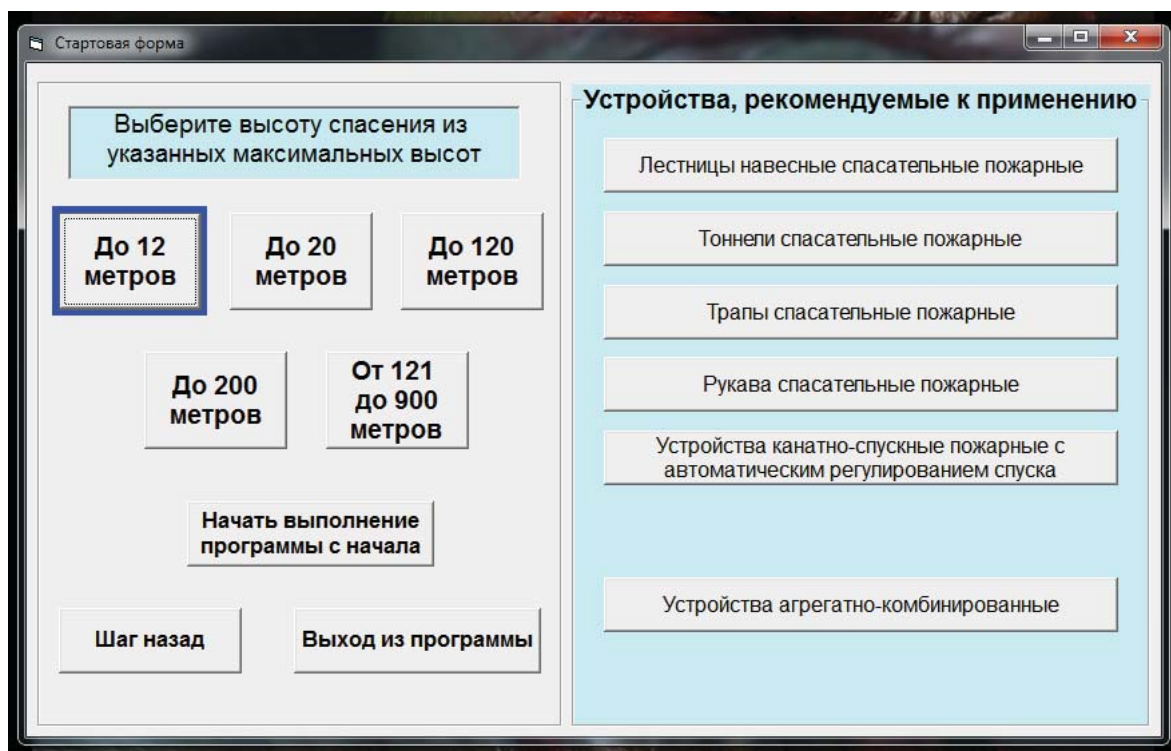 Стартовая форма
Выберите высоту спасения из
указанных максимальных высот
До 12
метров
До 20
метров
До 120
метров
До 200
метров
От 121
до 900
метров
Начать выполнение
программы с начала
Шаг назад
Выход из программы
Устройства, рекомендуемые к применению
Лестницы навесные спасательные пожарные
Тоннели спасательные пожарные
Трапы спасательные пожарные
Рукава спасательные пожарные
Устройства канатно-спускные пожарные с
автоматическим регулированием спуска
Устройства агрегатно-комбинированные